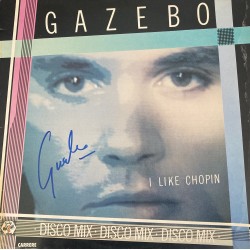 GAZEBO
I LIKE CHOPIN
DISCO MIX DISCO MIX DISCO MIX
CARRERE